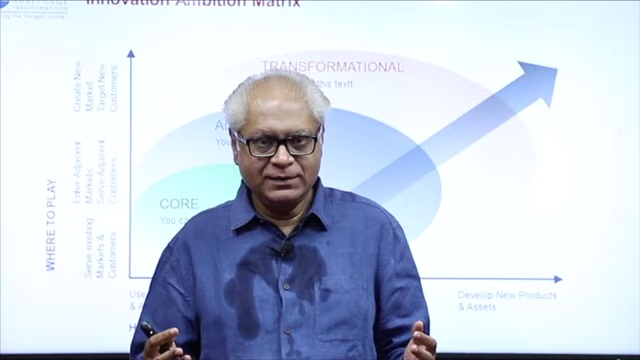 Innovation Ambition Matrix
TRANSFORMATIONAL
this textt
CORE
WHERE TO PLAY
Create New
Market
Target New
Customers
Enter Adjacent
Markets
Serve Adjacent
Customers
Serve existing
Markets &
Customers
Develop New Products
& Assets